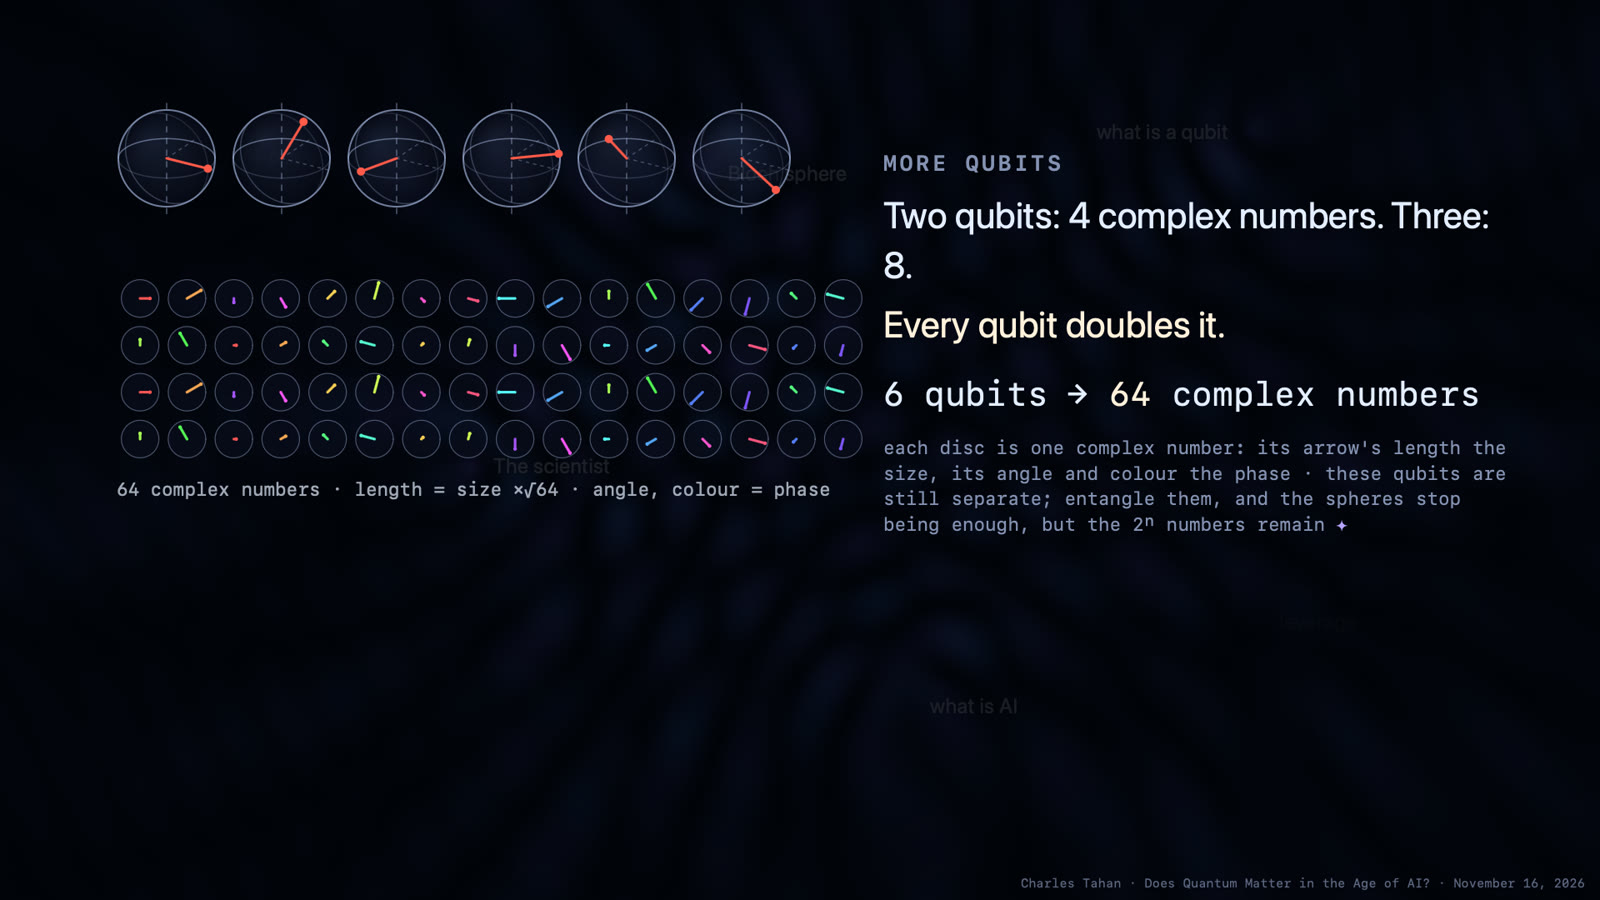 what is a qubit
Bloch sphere
MORE QUBITS
Two qubits: 4 complex numbers. Three:
8.
Every qubit doubles it.
6 qubits → 64 complex numbers
each disc is one complex number: its arrow's length the
size, its angle and colour the phase · these qubits are
still separate; entangle them, and the spheres stop
being enough, but the 2ⁿ numbers remain ✦
The scientist
64 complex numbers · length = size ×√64 · angle, colour = phase
leverage
what is AI
Charles Tahan · Does Quantum Matter in the Age of AI? · November 16, 2026